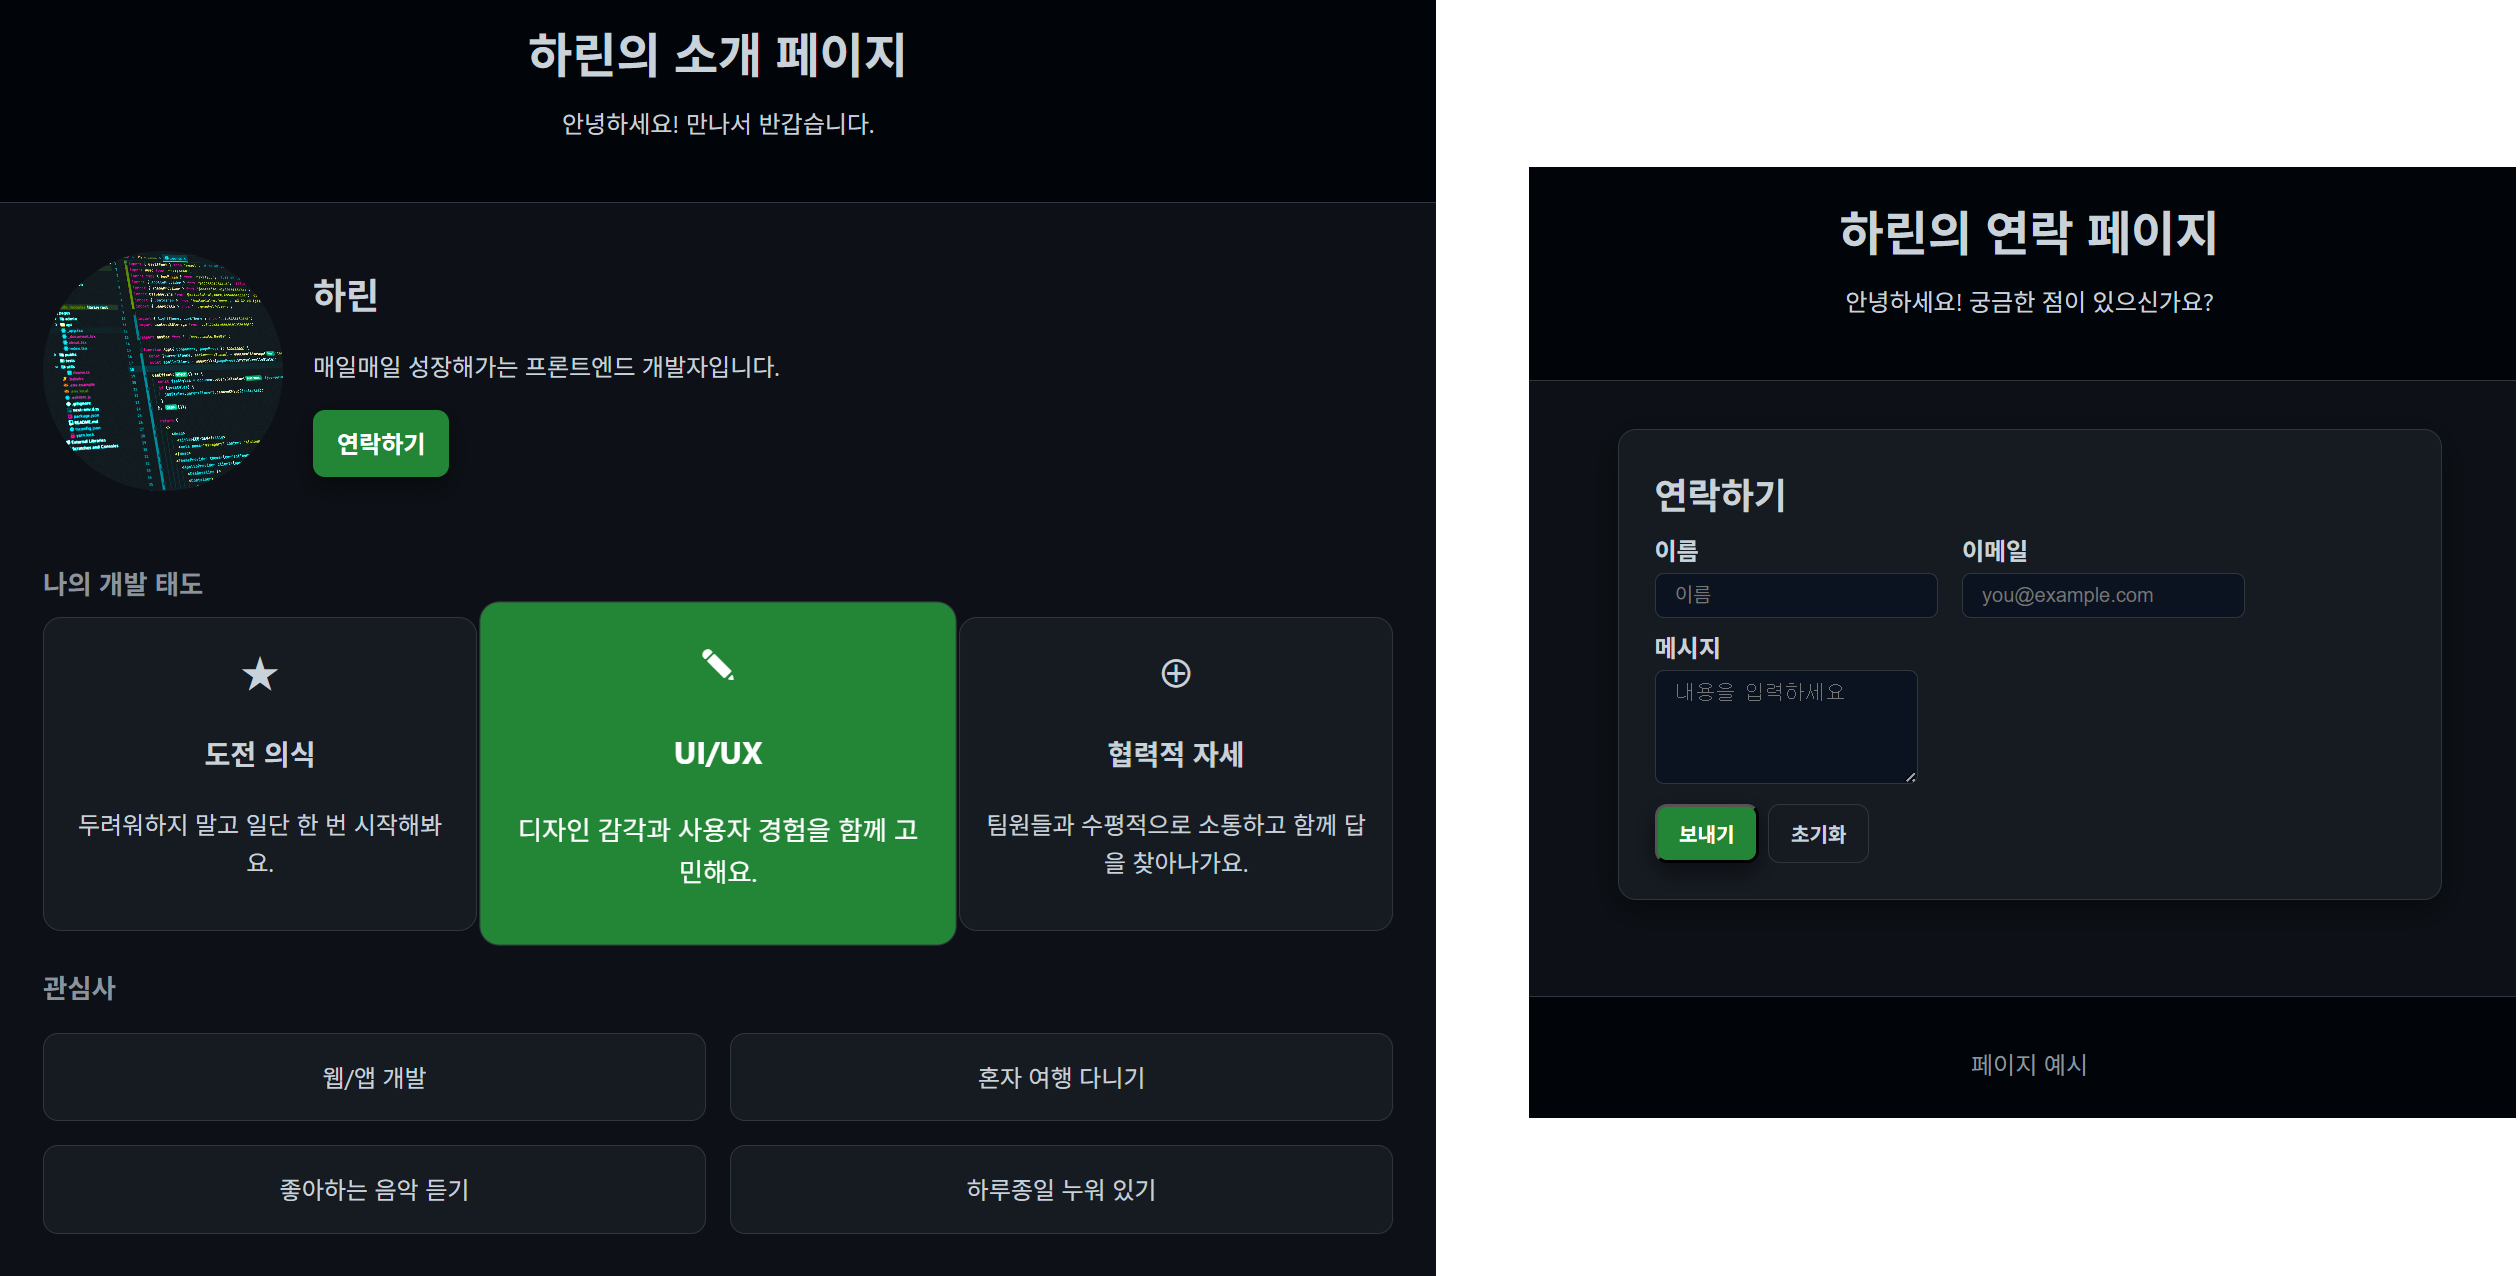 하린의 소개 페이지
안녕하세요! 만나서 반갑습니다.
하린
매일매일 성장해가는 프론트엔드 개발자입니다.
연락하기
나의 개발 태도
★
도전 의식
두려워하지 말고 일단 한 번 시작해봐
요.
UI/UX
디자인 감각과 사용자 경험을 함께 고
민해요.
협력적 자세
팀원들과 수평적으로 소통하고 함께 답
을 찾아나가요.
관심사
웹/앱 개발
혼자 여행 다니기
좋아하는 음악 듣기
하루종일 누워 있기
하린의 연락 페이지
안녕하세요! 궁금한 점이 있으신가요?
연락하기
이름
이메일
이름
you@example.com
메시지
내용을 입력하세요
보내기
초기화
페이지 예시